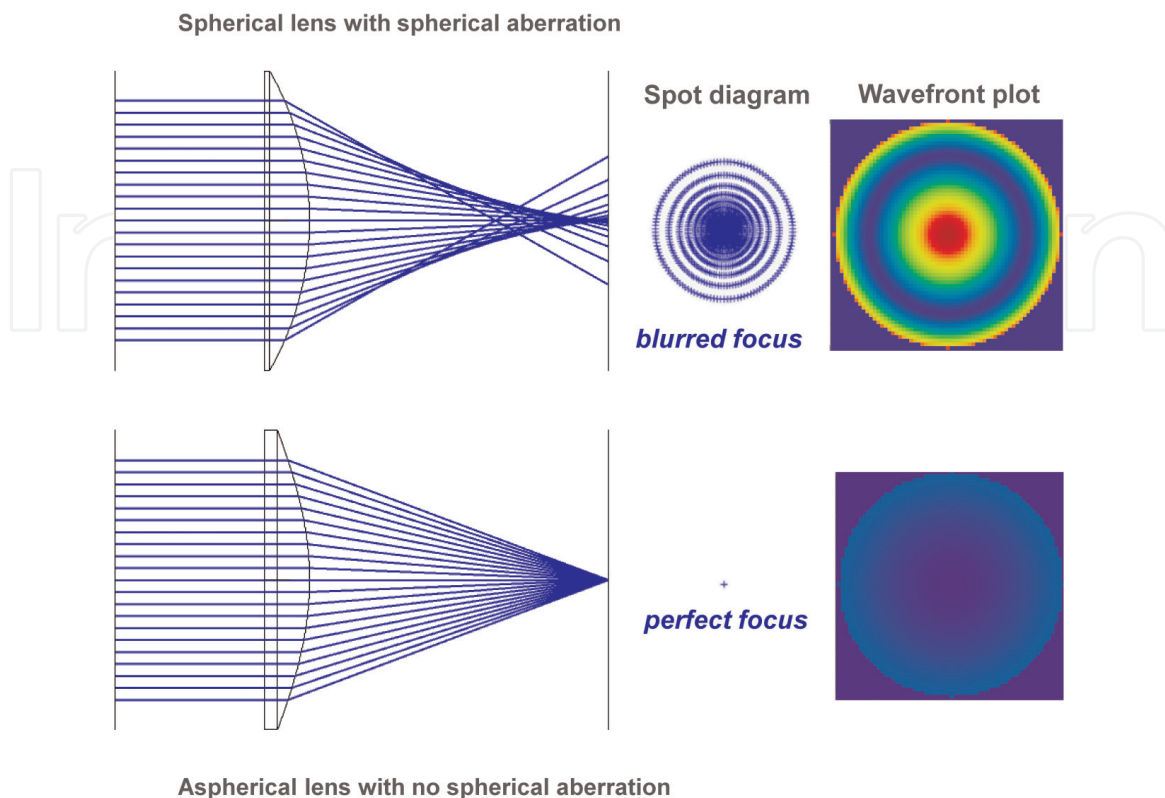 Spherical lens with spherical aberration
Spot diagram
Wavefront plot
blurred focus
perfect focus
Aspherical lens with no spherical aberration